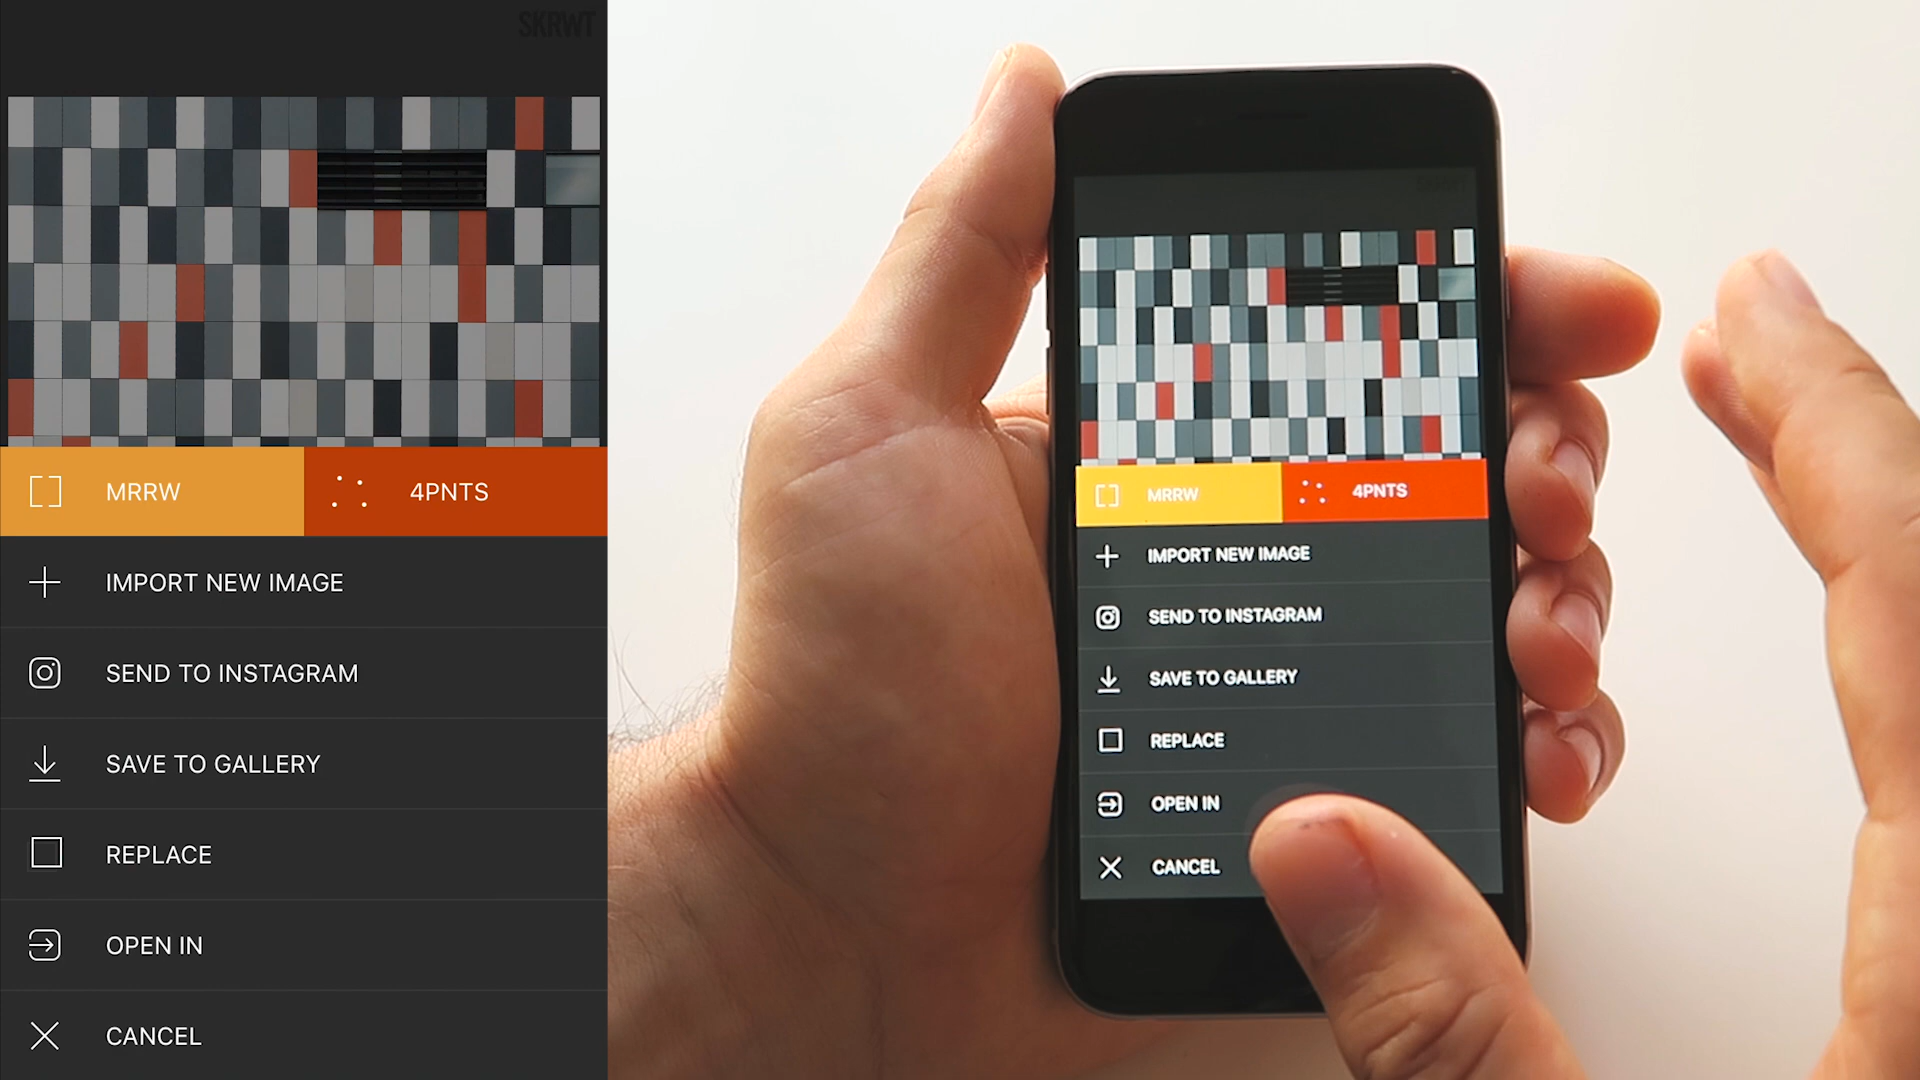 SKRWT
MRRW
4PNTS
IMPORT NEW IMAGE
SEND TO INSTAGRAM
SAVE TO GALLERY
REPLACE
OPEN IN
CANCEL
SKRWT
MRRW
4PNTS
IMPORT NEW IMAGE
SEND TO INSTAGRAM
SAVE TO GALLERY
REPLACE
OPEN IN
CANCEL